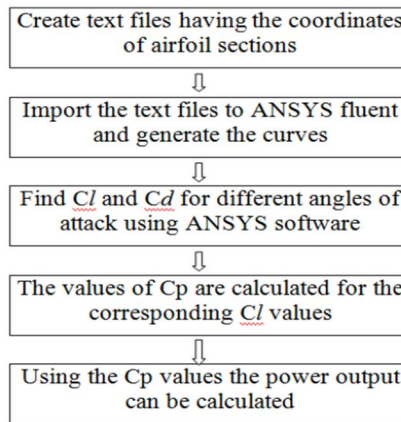 Create text files having the coordinates
of airfoil sections
Import the text files to ANSYS fluent
and generate the curves
Find Cl and Cd for different angles of
attack using ANSYS software
The values of Cp are calculated for the
corresponding Cl values
Using the Cp values the power output
can be calculated